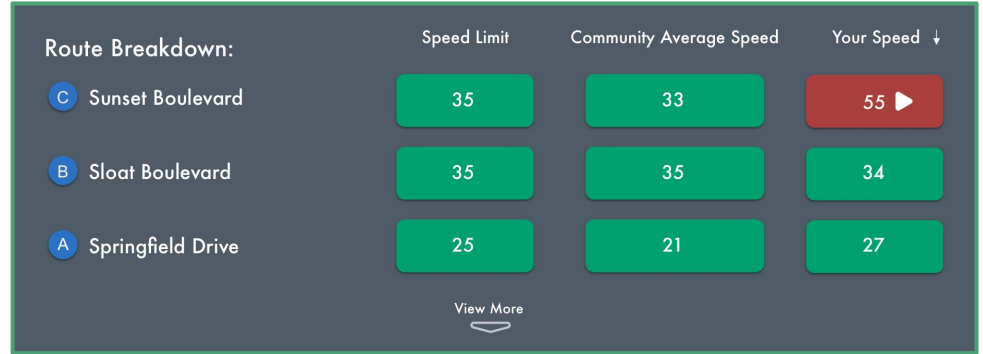 Route Breakdown:
Speed Limit Community Average Speed Your Speed ↓
C Sunset Boulevard 35 33 55
B Sloat Boulevard 35 35 34
A Springfield Drive 25 21 27
View More